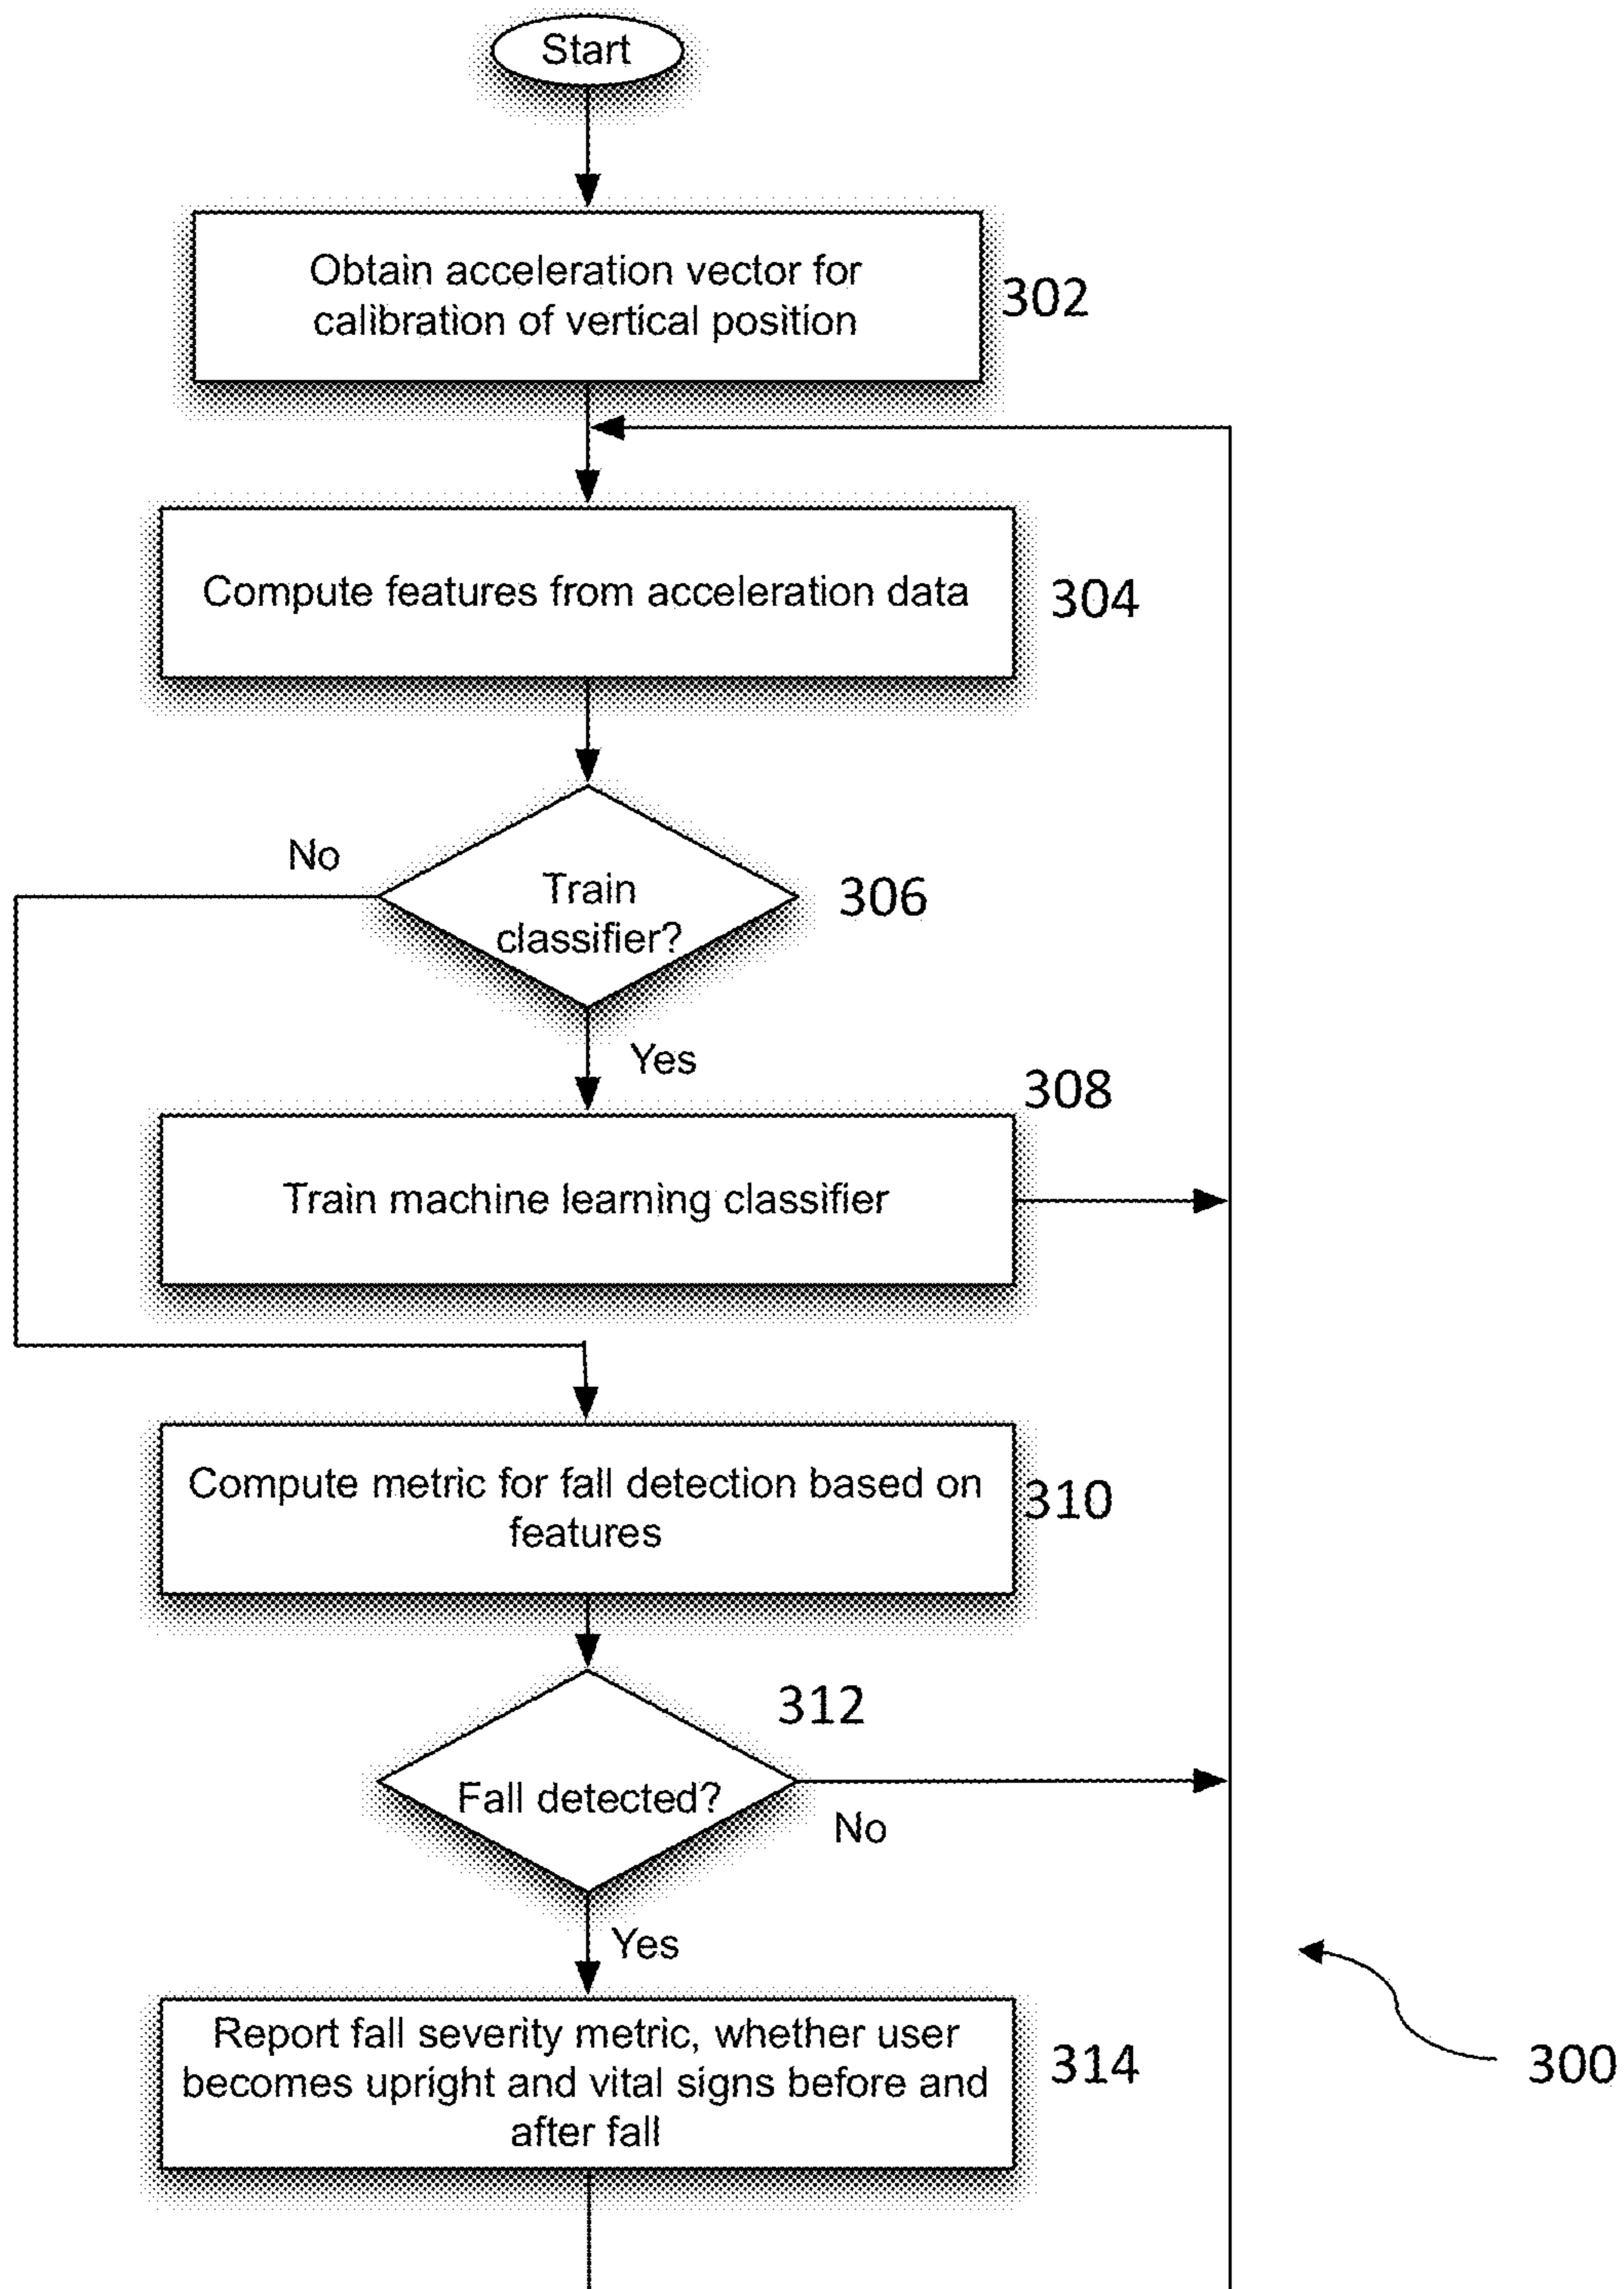 Start
Obtain acceleration vector for
calibration of vertical position
302
Compute features from acceleration data
304
No
Train
classifier?
306
Yes
308
Train machine learning classifier
Compute metric for fall detection based on
features
310
312
Fall detected?
No
Yes
Report fall severity metric, whether user
becomes upright and vital signs before and
after fall
314
300